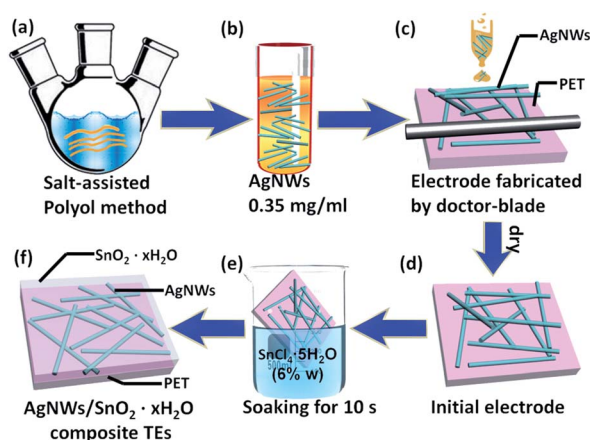 (a)
Salt-assisted
Polyol method
(b)
AgNWs
0.35 mg/ml
(c)
AgNWs
PET
Electrode fabricated
by doctor-blade
dry
(d)
Initial electrode
(e)
SnCl₄·5H₂O
500ml
(6% w)
Soaking for 10 s
(f)
SnO₂ · xH₂O
AgNWs
PET
AgNWs/SnO₂ · xH₂O
composite TEs